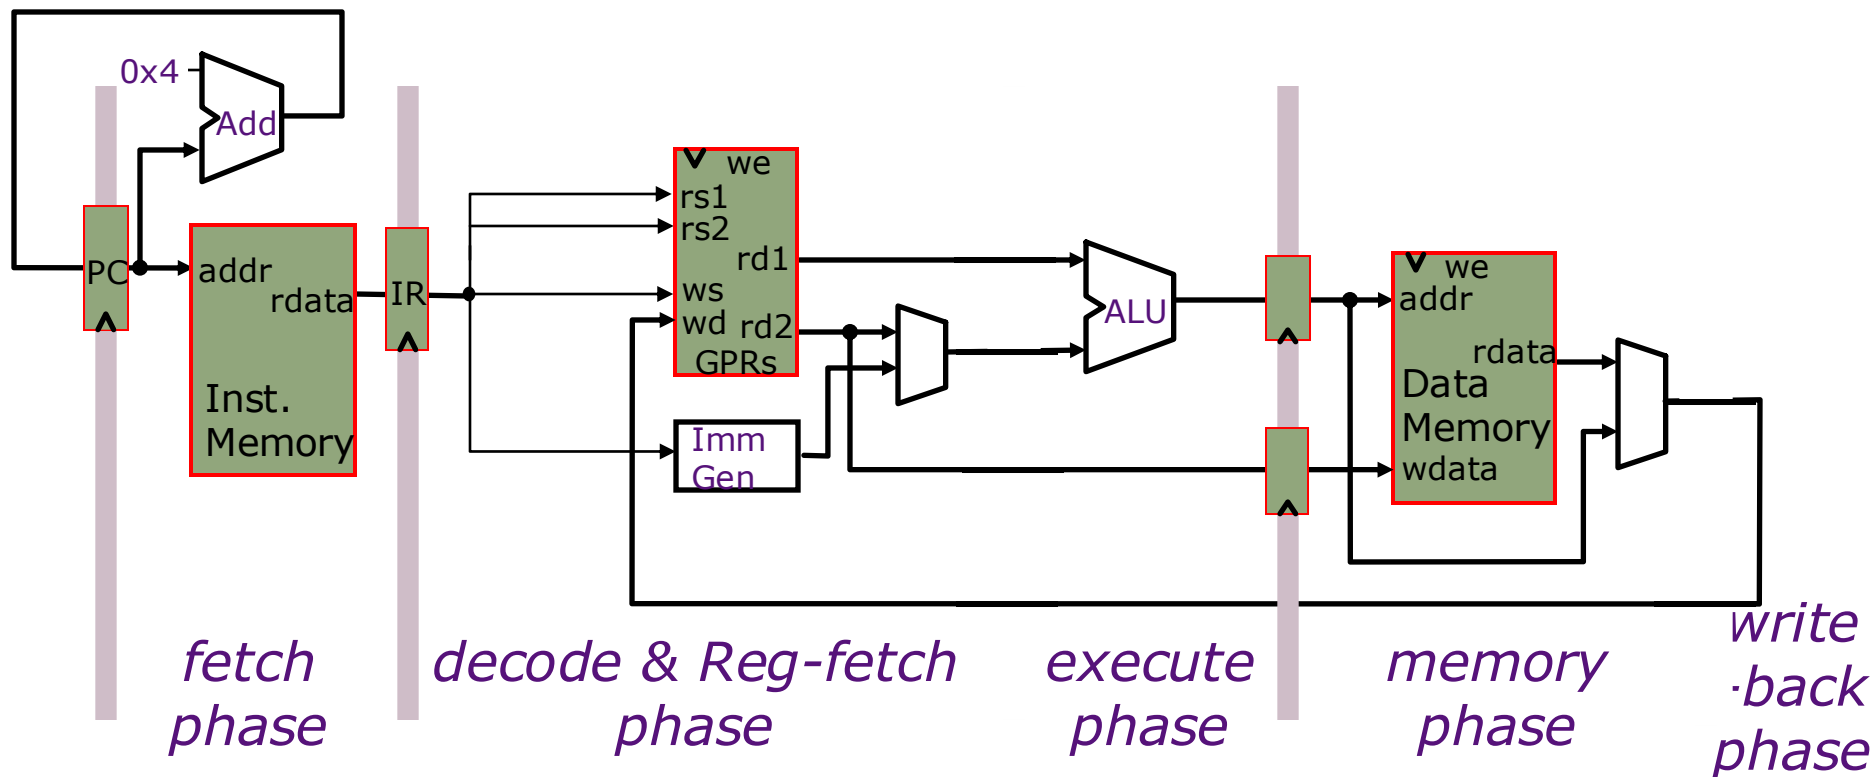 0x4
Add
PC
addr
rdata
Inst.
Memory
IR
we
rs1
rs2
rd1
ws
wd rd2
GPRs
Imm
Gen
ALU
we
addr
rdata
Data
Memory
wdata
fetch
phase
decode & Reg-fetch
phase
execute
phase
memory
phase
write
-back
phase